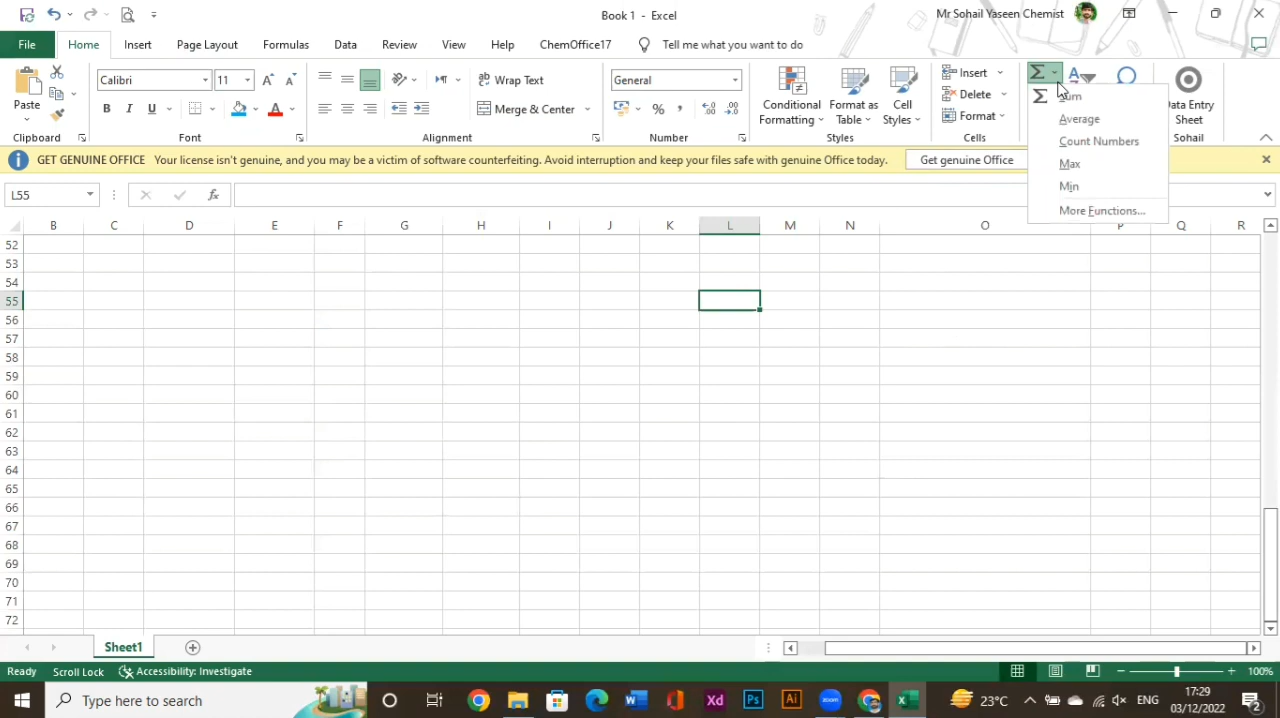 Book 1 - Excel
Mr Sohail Yaseen Chemist
File
Home
Insert
Page Layout
Formulas
Data
Review
View
Help
ChemOffice17
Tell me what you want to do
Paste
Clipboard
Calibri
11
A A
B I U
A
Font
Wrap Text
Merge & Center
Alignment
General
%
Number
Conditional Formatting
Format as Table
Cell Styles
Styles
Insert
Delete
Format
Cells
Sum
Average
Count Numbers
Max
Min
More Functions...
Data Entry
Sheet
Sohail
GET GENUINE OFFICE Your license isn't genuine, and you may be a victim of software counterfeiting. Avoid interruption and keep your files safe with genuine Office today.
Get genuine Office
L55
fx
B C D E F G H I J K L M N O P Q R
52
53
54
55
56
57
58
59
60
61
62
63
64
65
66
67
68
69
70
71
72
Sheet1
Ready
Scroll Lock
Accessibility: Investigate
100%
Type here to search
Xd
Ps
Ai
zoom
23°C
ENG
17:29
03/12/2022
2